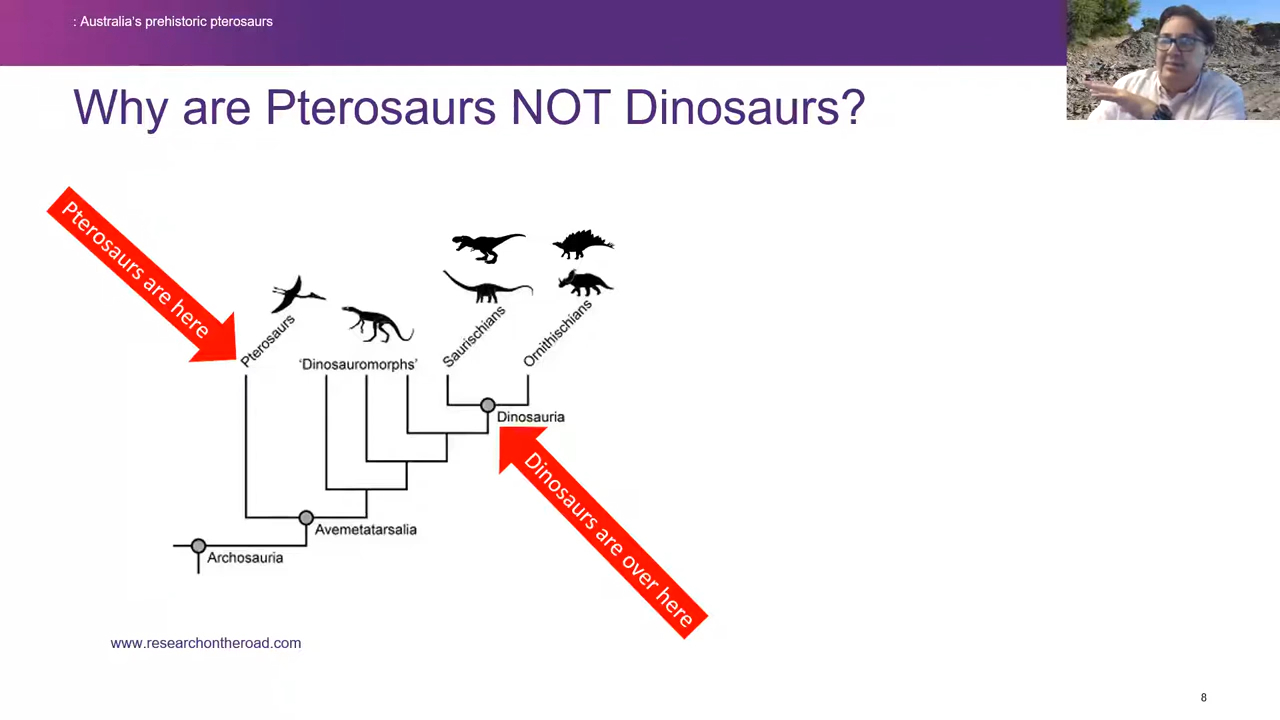 : Australia's prehistoric pterosaurs
Why are Pterosaurs NOT Dinosaurs?
Pterosaurs are here
Pterosaurs
'Dinosauromorphs'
Saurischians
Ornithischians
Dinosauria
Dinosaurs are over here
Avemetatarsalia
Archosauria
www.researchontheroad.com
8